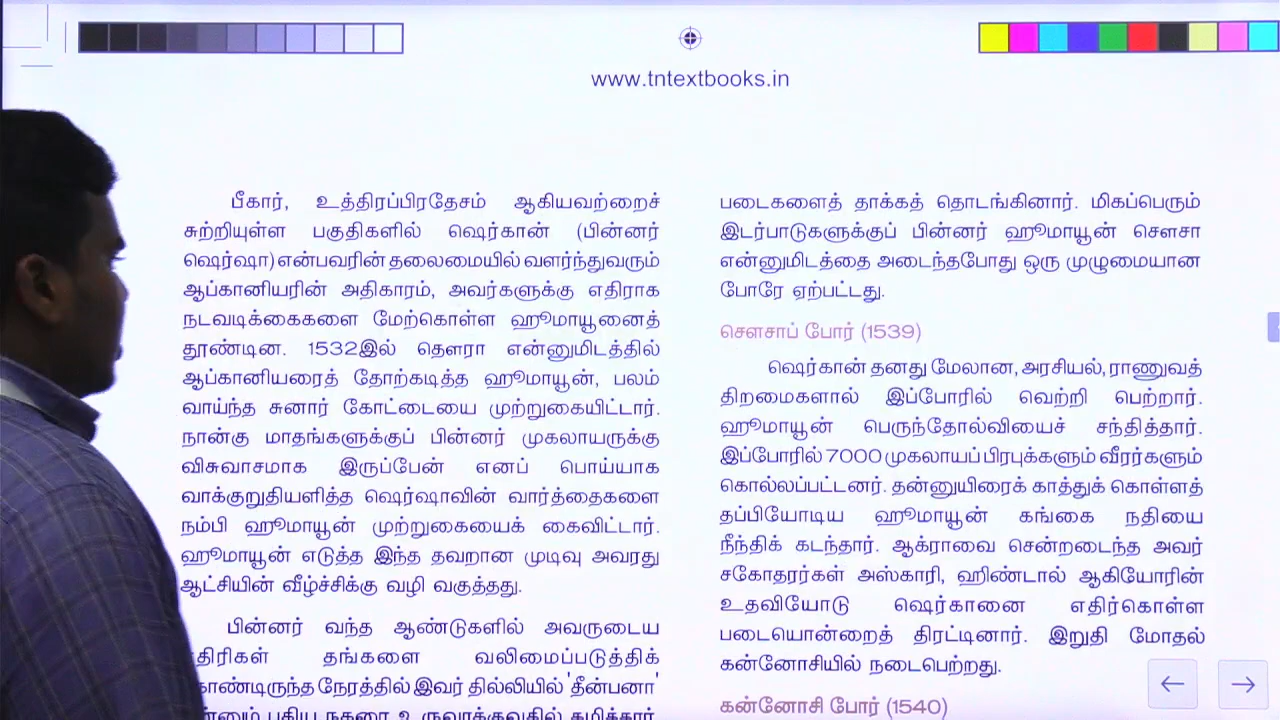 www.tntextbooks.in
பீகார், உத்திரப்பிரதேசம் ஆகியவற்றைச்
சுற்றியுள்ள பகுதிகளில் ஷெர்கான் (பின்னர்
ஷெர்ஷா) என்பவரின் தலைமையில் வளர்ந்துவரும்
ஆப்கானியரின் அதிகாரம், அவர்களுக்கு எதிராக
நடவடிக்கைகளை மேற்கொள்ள ஹூமாயூனைத்
தூண்டின. 1532இல் தௌரா என்னுமிடத்தில்
ஆப்கானியரைத் தோற்கடித்த ஹூமாயூன், பலம்
வாய்ந்த சுனார் கோட்டையை முற்றுகையிட்டார்.
நான்கு மாதங்களுக்குப் பின்னர் முகலாயருக்கு
விசுவாசமாக இருப்பேன் எனப் பொய்யாக
வாக்குறுதியளித்த ஷெர்ஷாவின் வார்த்தைகளை
நம்பி ஹூமாயூன் முற்றுகையைக் கைவிட்டார்.
ஹூமாயூன் எடுத்த இந்த தவறான முடிவு அவரது
ஆட்சியின் வீழ்ச்சிக்கு வழி வகுத்தது.
பின்னர் வந்த ஆண்டுகளில் அவருடைய
திரிகள் தங்களை வலிமைப்படுத்திக்
கொண்டிருந்த நேரத்தில் இவர் தில்லியில் 'தீன்பனா'
புதிய நகரை உருவாக்குவதில் கழித்தார்.
படைகளைத் தாக்கத் தொடங்கினார். மிகப்பெரும்
இடர்பாடுகளுக்குப் பின்னர் ஹூமாயூன் சௌசா
என்னுமிடத்தை அடைந்தபோது ஒரு முழுமையான
போரே ஏற்பட்டது.
சௌசாப் போர் (1539)
ஷெர்கான் தனது மேலான, அரசியல், ராணுவத்
திறமைகளால் இப்போரில் வெற்றி பெற்றார்.
ஹூமாயூன் பெருந்தோல்வியைச் சந்தித்தார்.
இப்போரில் 7000 முகலாயப் பிரபுக்களும் வீரர்களும்
கொல்லப்பட்டனர். தன்னுயிரைக் காத்துக் கொள்ளத்
தப்பியோடிய ஹூமாயூன் கங்கை நதியை
நீந்திக் கடந்தார். ஆக்ராவை சென்றடைந்த அவர்
சகோதரர்கள் அஸ்காரி, ஹிண்டால் ஆகியோரின்
உதவியோடு ஷெர்கானை எதிர்கொள்ள
படையொன்றைத் திரட்டினார். இறுதி மோதல்
கன்னோசியில் நடைபெற்றது.
கன்னோசி போர் (1540)